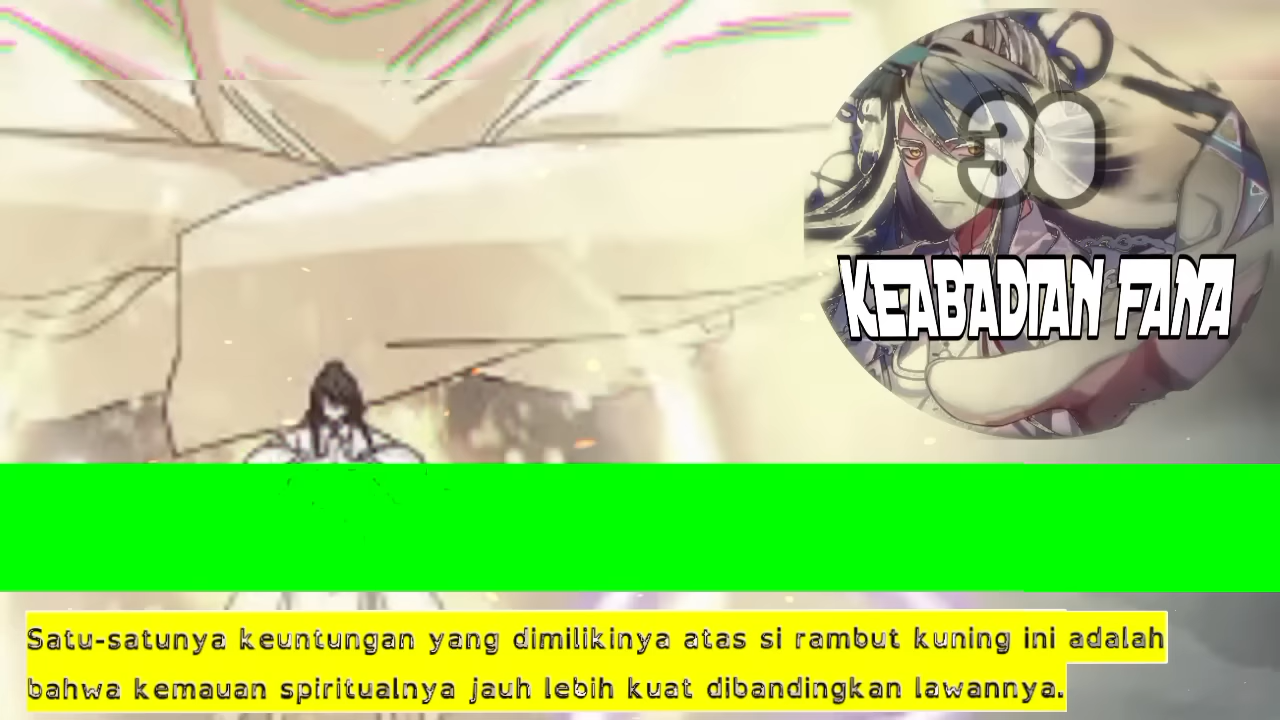 30
KEABADIAN FANA
Satu-satunya keuntungan yang dimilikinya atas si rambut kuning ini adalah
bahwa kemauan spiritualnya jauh lebih kuat dibandingkan lawannya.